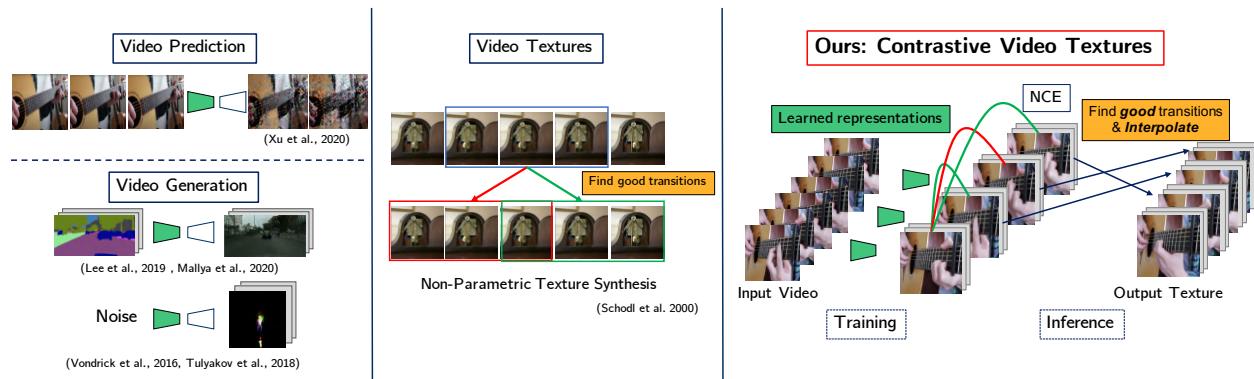 Video Prediction
(Xu et al., 2020)
Video Generation
(Lee et al., 2019 , Mallya et al., 2020)
Noise
(Vondrick et al., 2016, Tulyakov et al., 2018)
Video Textures
Find good transitions
Non-Parametric Texture Synthesis
(Schodl et al. 2000)
Ours: Contrastive Video Textures
NCE
Learned representations
Find good transitions
& Interpolate
Input Video
Output Texture
Training
Inference